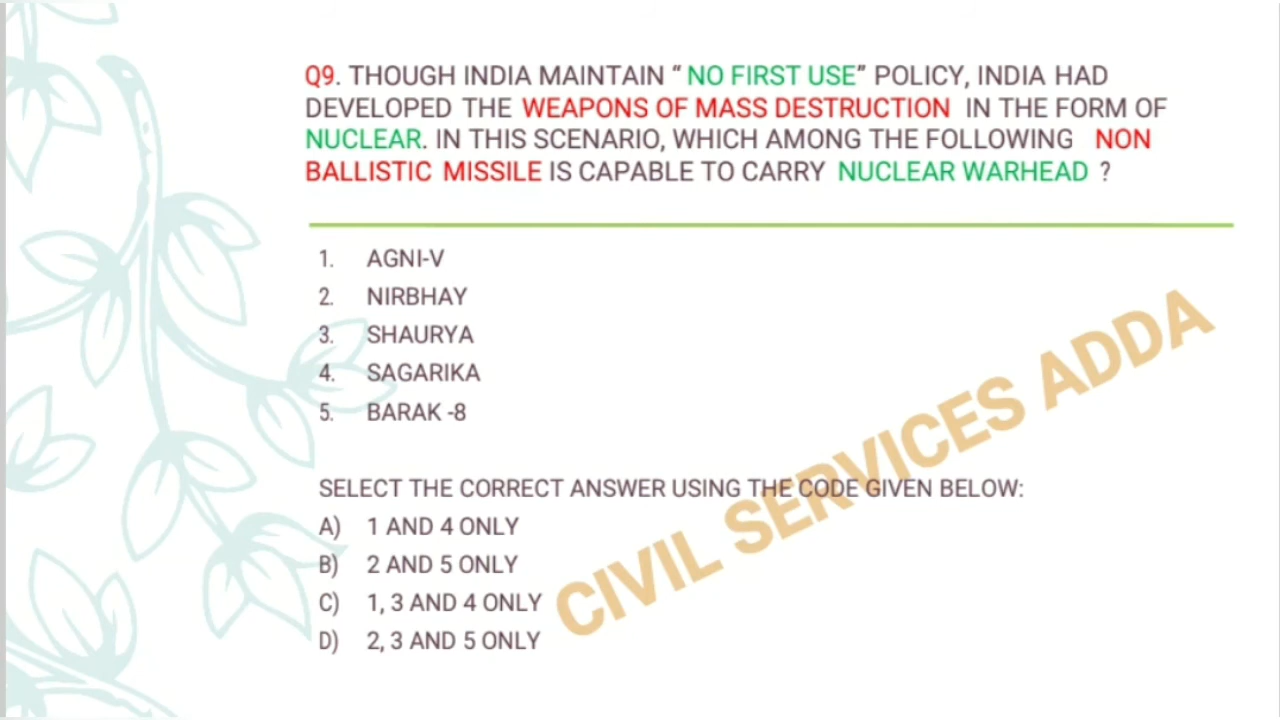 Q9. THOUGH INDIA MAINTAIN “ NO FIRST USE” POLICY, INDIA HAD
DEVELOPED THE WEAPONS OF MASS DESTRUCTION IN THE FORM OF
NUCLEAR. IN THIS SCENARIO, WHICH AMONG THE FOLLOWING NON
BALLISTIC MISSILE IS CAPABLE TO CARRY NUCLEAR WARHEAD ?
1. AGNI-V
2. NIRBHAY
3. SHAURYA
4. SAGARIKA
5. BARAK -8
SELECT THE CORRECT ANSWER USING THE CODE GIVEN BELOW:
A) 1 AND 4 ONLY
B) 2 AND 5 ONLY
C) 1, 3 AND 4 ONLY
D) 2, 3 AND 5 ONLY
CIVIL SERVICES ADDA